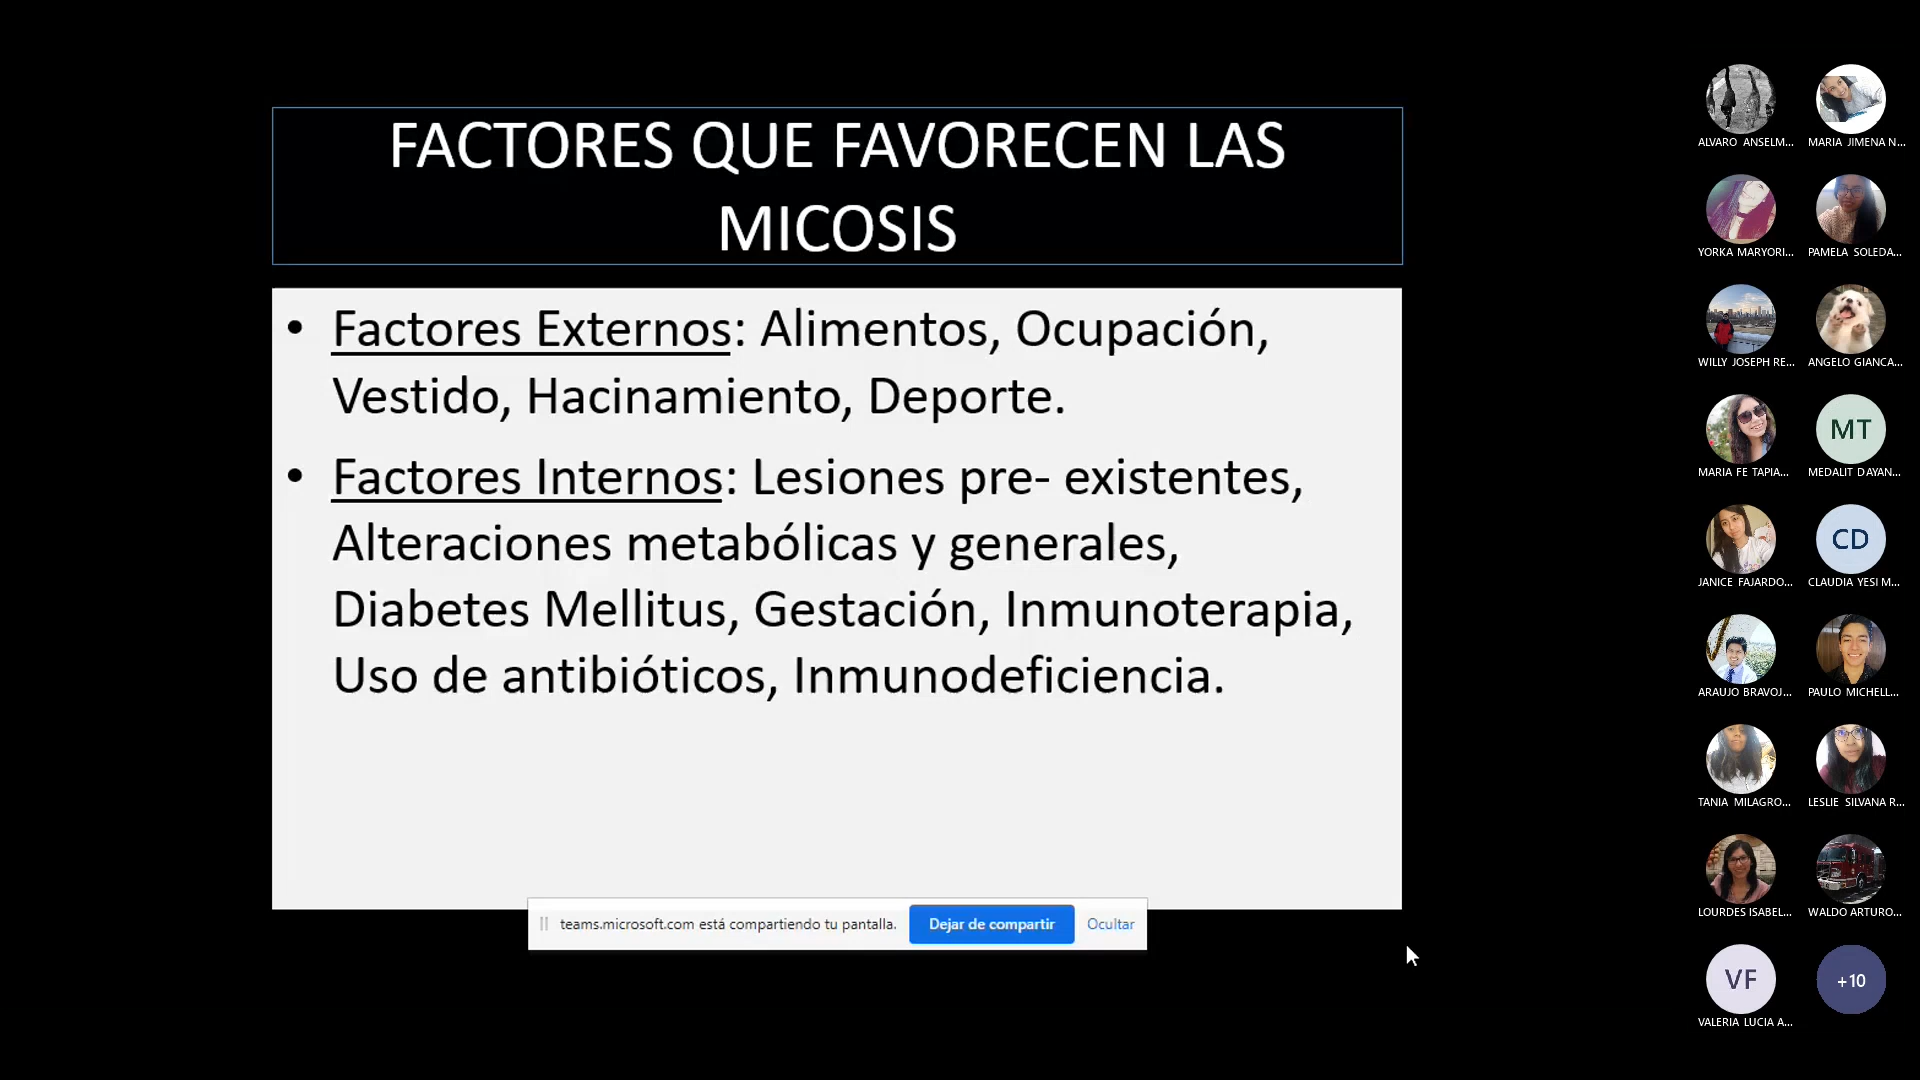 FACTORES QUE FAVORECEN LAS
MICOSIS
• Factores Externos: Alimentos, Ocupación,
Vestido, Hacinamiento, Deporte.
• Factores Internos: Lesiones pre- existentes,
Alteraciones metabólicas y generales,
Diabetes Mellitus, Gestación, Inmunoterapia,
Uso de antibióticos, Inmunodeficiencia.
teams.microsoft.com está compartiendo tu pantalla. Dejar de compartir Ocultar
ALVARO ANSELM... MARIA JIMENA N...
YORKA MARYORI... PAMELA SOLEDA...
WILLY JOSEPH RE... ANGELO GIANCA...
MT
MARIA FE TAPIA... MEDALIT DAYAN...
CD
JANICE FAJARDO... CLAUDIA YESI M...
ARAUJO BRAVOJ... PAULO MICHELL...
TANIA MILAGRO... LESLIE SILVANA R...
LOURDES ISABEL... WALDO ARTURO...
VF +10
VALERIA LUCIA A...